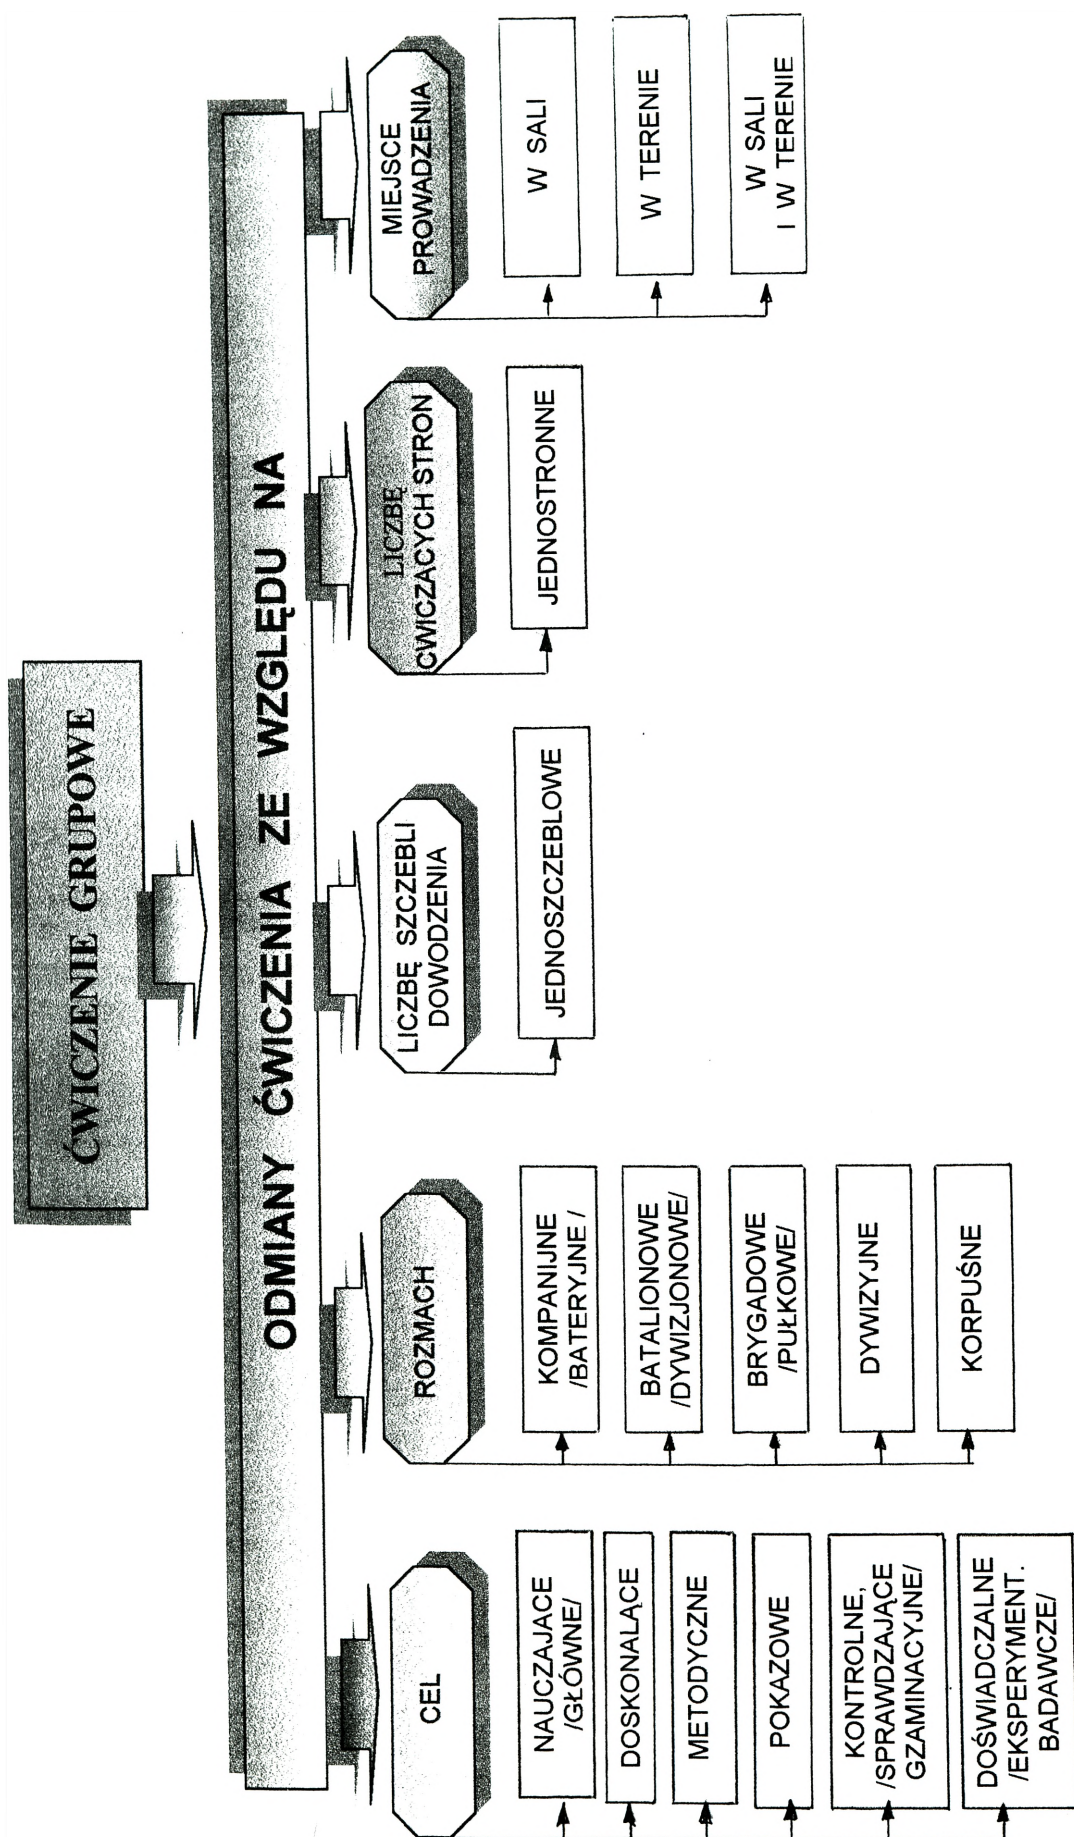 ĆWICZENIE GRUPOWE
ODMIANY ĆWICZENIA ZE WZGLĘDU NA
CEL
NAUCZAJACE
/GŁÓWNE/
DOSKONALĄCE
METODYCZNE
POKAZOWE
KONTROLNE,
/SPRAWDZAJĄCE
GZAMINACYJNE/
DOŚWIADCZALNE
/EKSPERYMENT.
BADAWCZE/
ROZMACH
KOMPANIJNE
/BATERYJNE /
BATALIONOWE
/DYWIZJONOWE/
BRYGADOWE
/PUŁKOWE/
DYWIZYJNE
KORPUŚNE
LICZBĘ SZCZEBLI
DOWODZENIA
JEDNOSZCZEBLOWE
LICZBĘ
ĆWICZĄCYCH STRON
JEDNOSTRONNE
MIEJSCE
PROWADZENIA
W SALI
W TERENIE
W SALI
I W TERENIE